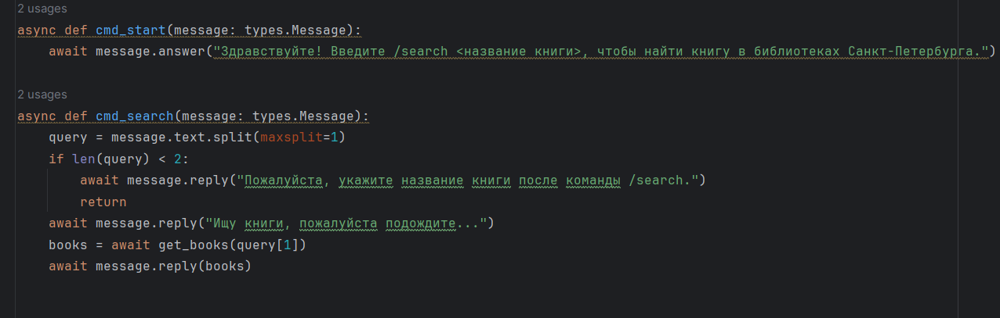 2 usages
async def cmd_start(message: types.Message):
    await message.answer("Здравствуйте! Введите /search <название книги>, чтобы найти книгу в библиотеках Санкт-Петербурга.")
2 usages
async def cmd_search(message: types.Message):
    query = message.text.split(maxsplit=1)
    if len(query) < 2:
        await message.reply("Пожалуйста, укажите название книги после команды /search.")
        return
    await message.reply("Ищу книги, пожалуйста подождите...")
    books = await get_books(query[1])
    await message.reply(books)